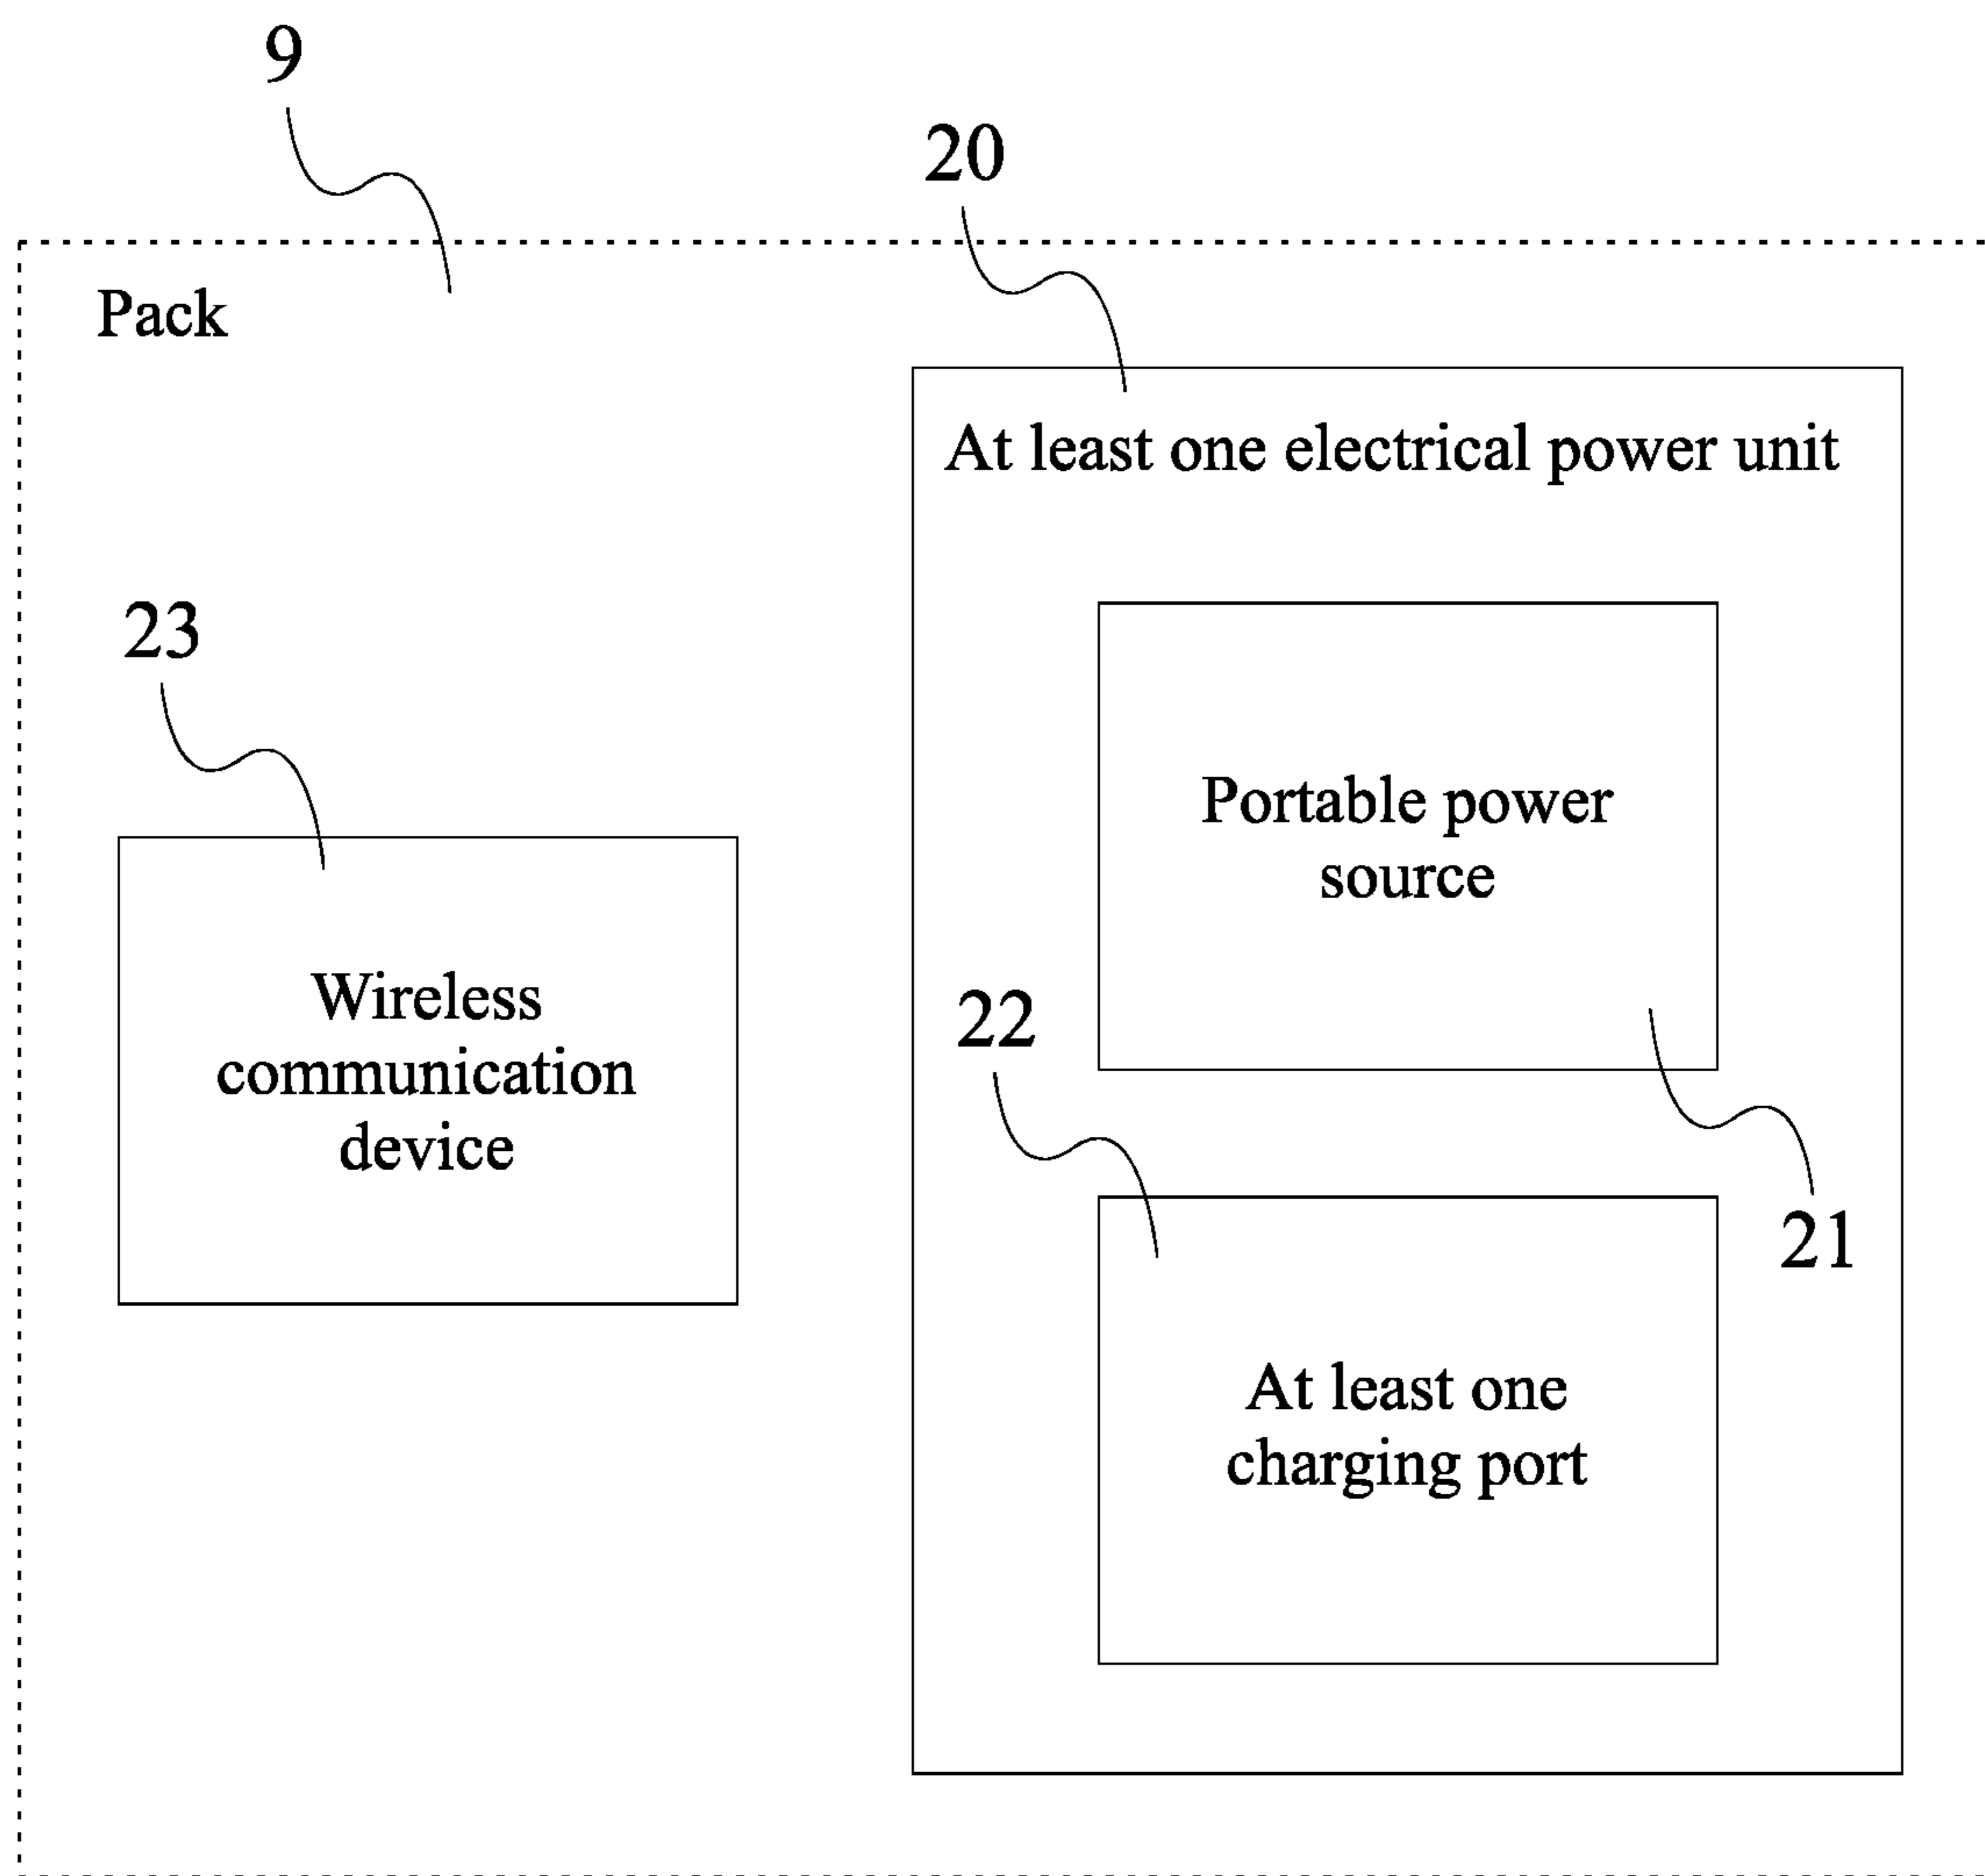 9
20
Pack
At least one electrical power unit
23
Portable power
source
Wireless
communication
device
22
21
At least one
charging port